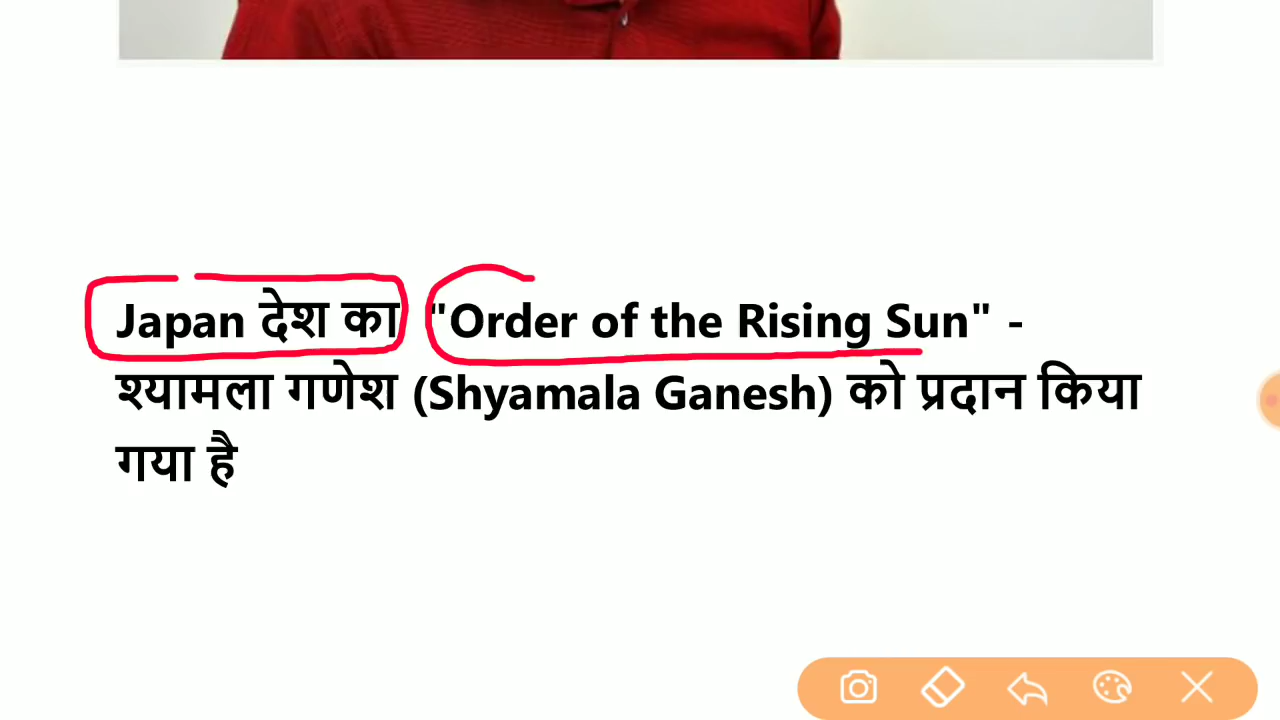 Japan देश का "Order of the Rising Sun" -
श्यामला गणेश (Shyamala Ganesh) को प्रदान किया
गया है